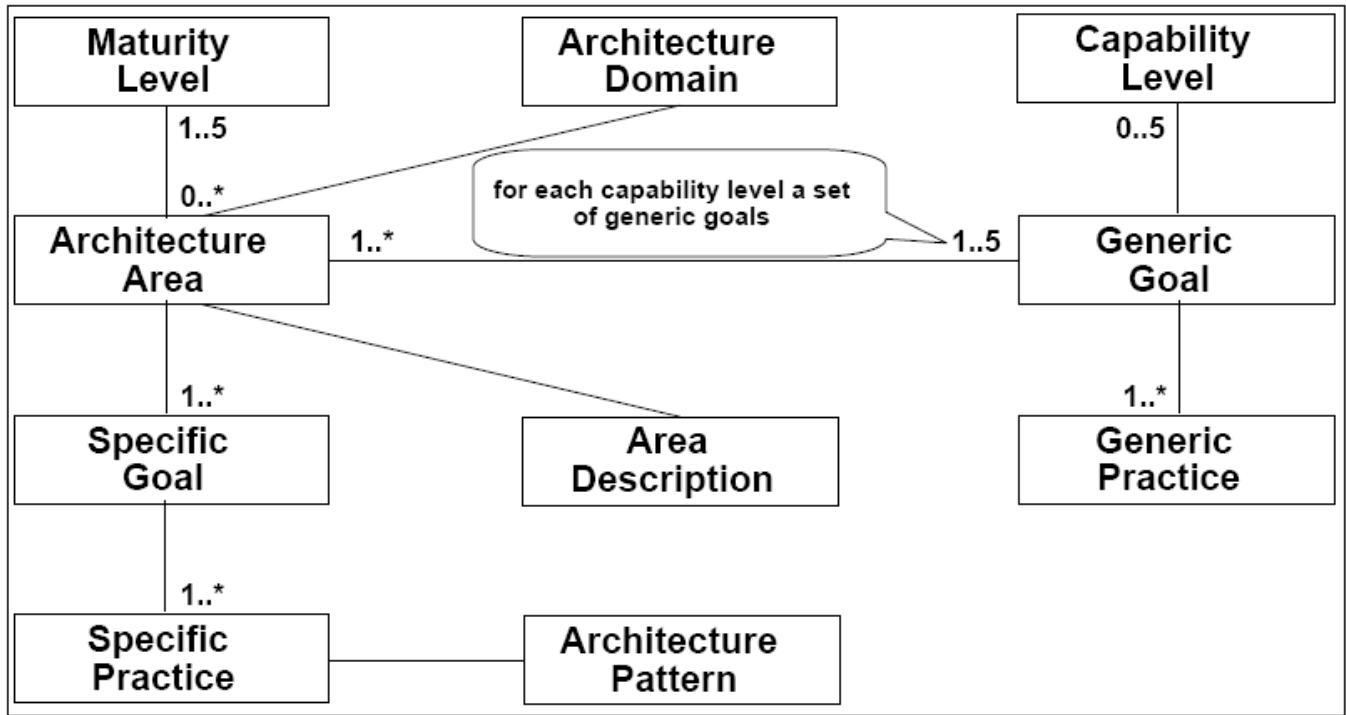 Maturity
Level
Architecture
Domain
Capability
Level
1..5
0..5
for each capability level a set
of generic goals
0..*
Architecture
Area
1..*
1..5
Generic
Goal
1..*
1..*
Specific
Goal
Area
Description
Generic
Practice
1..*
Specific
Practice
Architecture
Pattern